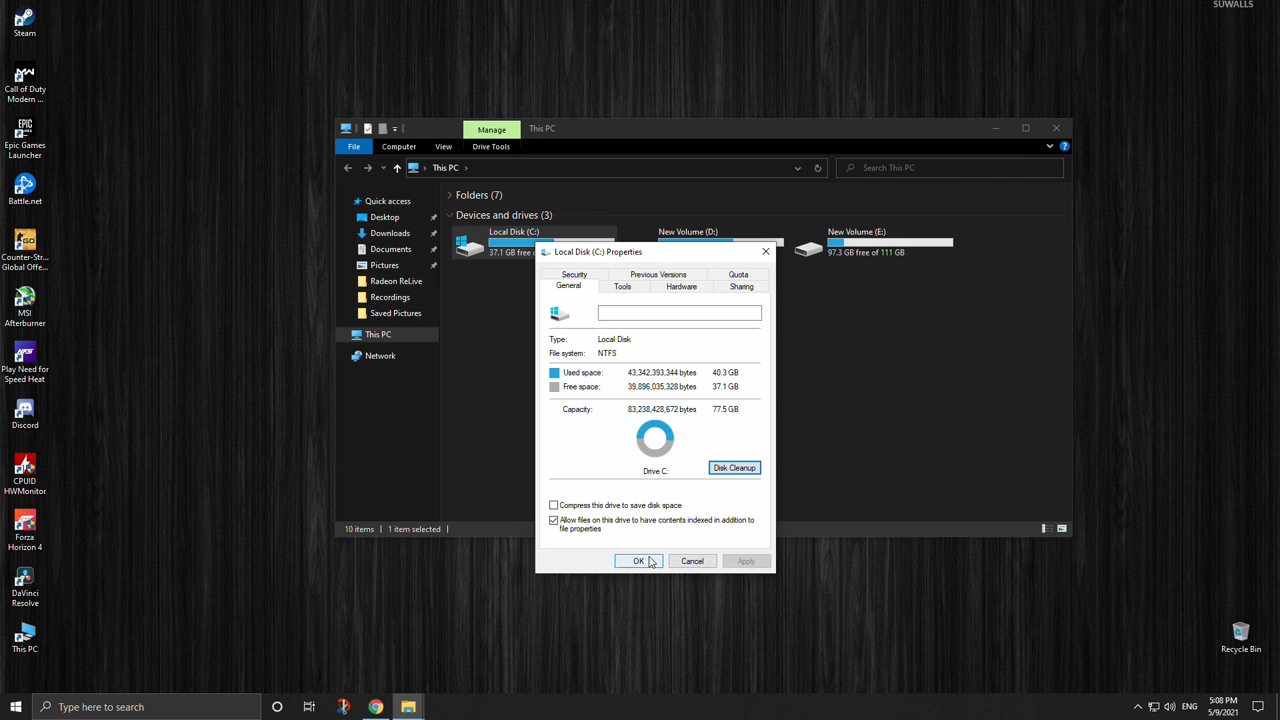 SUWALLS
Steam
Call of Duty
Modern ...
Epic Games
Launcher
Battle.net
Counter-Str...
Global Offe...
MSI
Afterburner
Play Need for
Speed Heat
Discord
CPUID
HWMonitor
Forza
Horizon 4
DaVinci
Resolve
This PC
Recycle Bin
Manage
This PC
File
Computer
View
Drive Tools
This PC
Search This PC
Quick access
Desktop
Downloads
Documents
Pictures
Radeon ReLive
Recordings
Saved Pictures
This PC
Network
Folders (7)
Devices and drives (3)
Local Disk (C:)
37.1 GB free
New Volume (D:)
New Volume (E:)
97.3 GB free of 111 GB
10 items
1 item selected
Local Disk (C:) Properties
Security
Previous Versions
Quota
General
Tools
Hardware
Sharing
Type: Local Disk
File system: NTFS
Used space: 43,342,393,344 bytes 40.3 GB
Free space: 39,896,035,328 bytes 37.1 GB
Capacity: 83,238,428,672 bytes 77.5 GB
Drive C:
Disk Cleanup
Compress this drive to save disk space
Allow files on this drive to have contents indexed in addition to
file properties
OK
Cancel
Apply
Type here to search
ENG
5:08 PM
5/9/2021